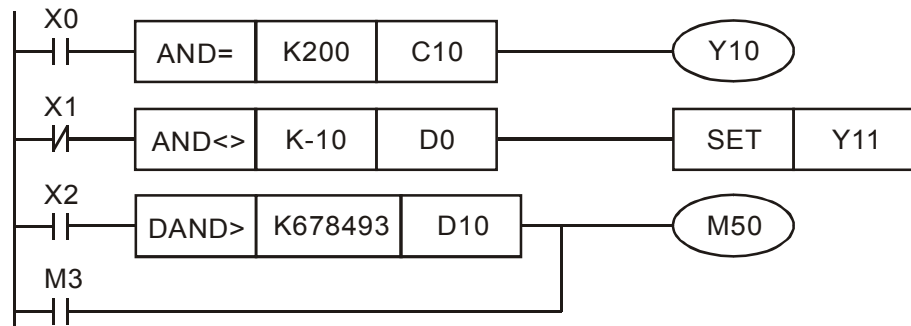 X0
AND= K200 C10 Y10
X1
AND<> K-10 D0 SET Y11
X2
DAND> K678493 D10 M50
M3